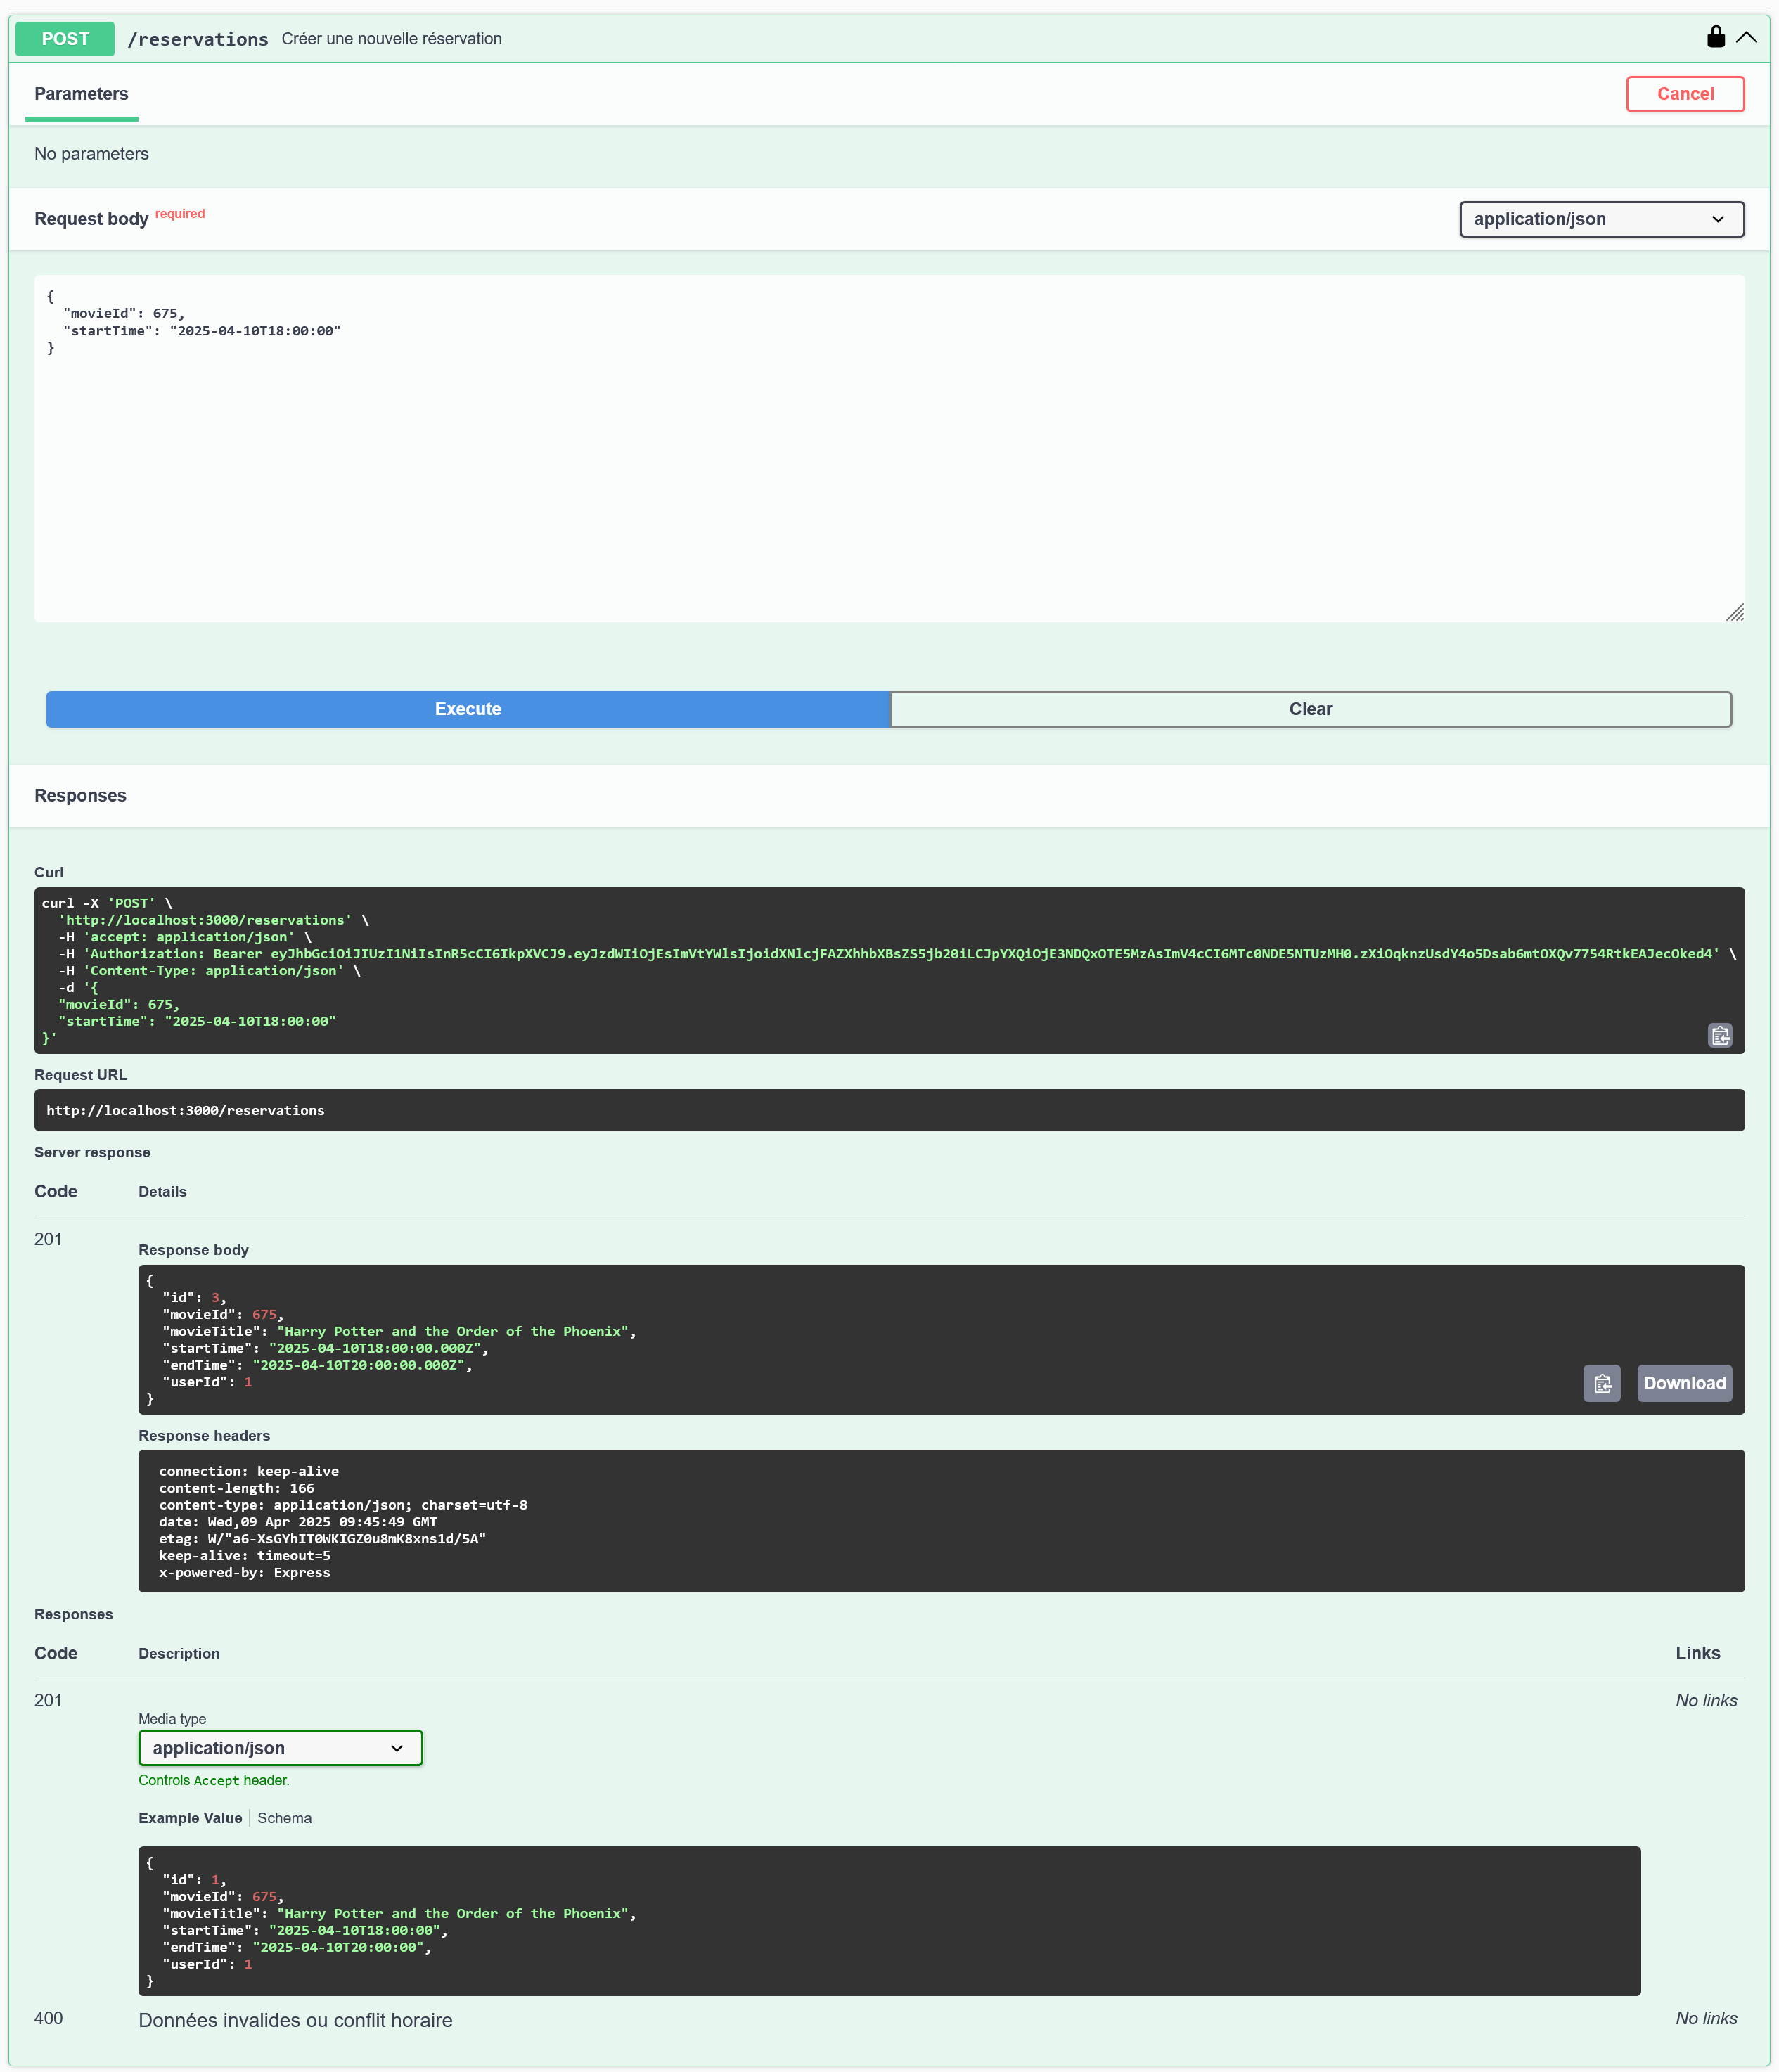 POST /reservations Créer une nouvelle réservation
Parameters
Cancel
No parameters
Request body required
application/json
{
  "movieId": 675,
  "startTime": "2025-04-10T18:00:00"
}
Execute
Clear
Responses
Curl
curl -X 'POST' \
  'http://localhost:3000/reservations' \
  -H 'accept: application/json' \
  -H 'Authorization: Bearer eyJhbGciOiJIUzI1NiIsInR5cCI6IkpXVCJ9.eyJzdWIiOjEsImVtYWlsIjoidXNlcjFAZXhhbXBsZS5jb20iLCJpYXQiOjE3NDQxOTE5MzAsImV4cCI6MTc0NDE5NTUzMH0.zXiOqknzUsdY4o5Dsab6mtOXQv7754RtkEAJecOked4' \
  -H 'Content-Type: application/json' \
  -d '{
  "movieId": 675,
  "startTime": "2025-04-10T18:00:00"
}'
Request URL
http://localhost:3000/reservations
Server response
Code Details
201
Response body
{
  "id": 3,
  "movieId": 675,
  "movieTitle": "Harry Potter and the Order of the Phoenix",
  "startTime": "2025-04-10T18:00:00.000Z",
  "endTime": "2025-04-10T20:00:00.000Z",
  "userId": 1
}
Download
Response headers
connection: keep-alive
content-length: 166
content-type: application/json; charset=utf-8
date: Wed,09 Apr 2025 09:45:49 GMT
etag: W/"a6-XsGYhIT0WKIGZ0u8mK8xns1d/5A"
keep-alive: timeout=5
x-powered-by: Express
Responses
Code Description Links
201 No links
Media type
application/json
Controls Accept header.
Example Value Schema
{
  "id": 1,
  "movieId": 675,
  "movieTitle": "Harry Potter and the Order of the Phoenix",
  "startTime": "2025-04-10T18:00:00",
  "endTime": "2025-04-10T20:00:00",
  "userId": 1
}
400 Données invalides ou conflit horaire No links